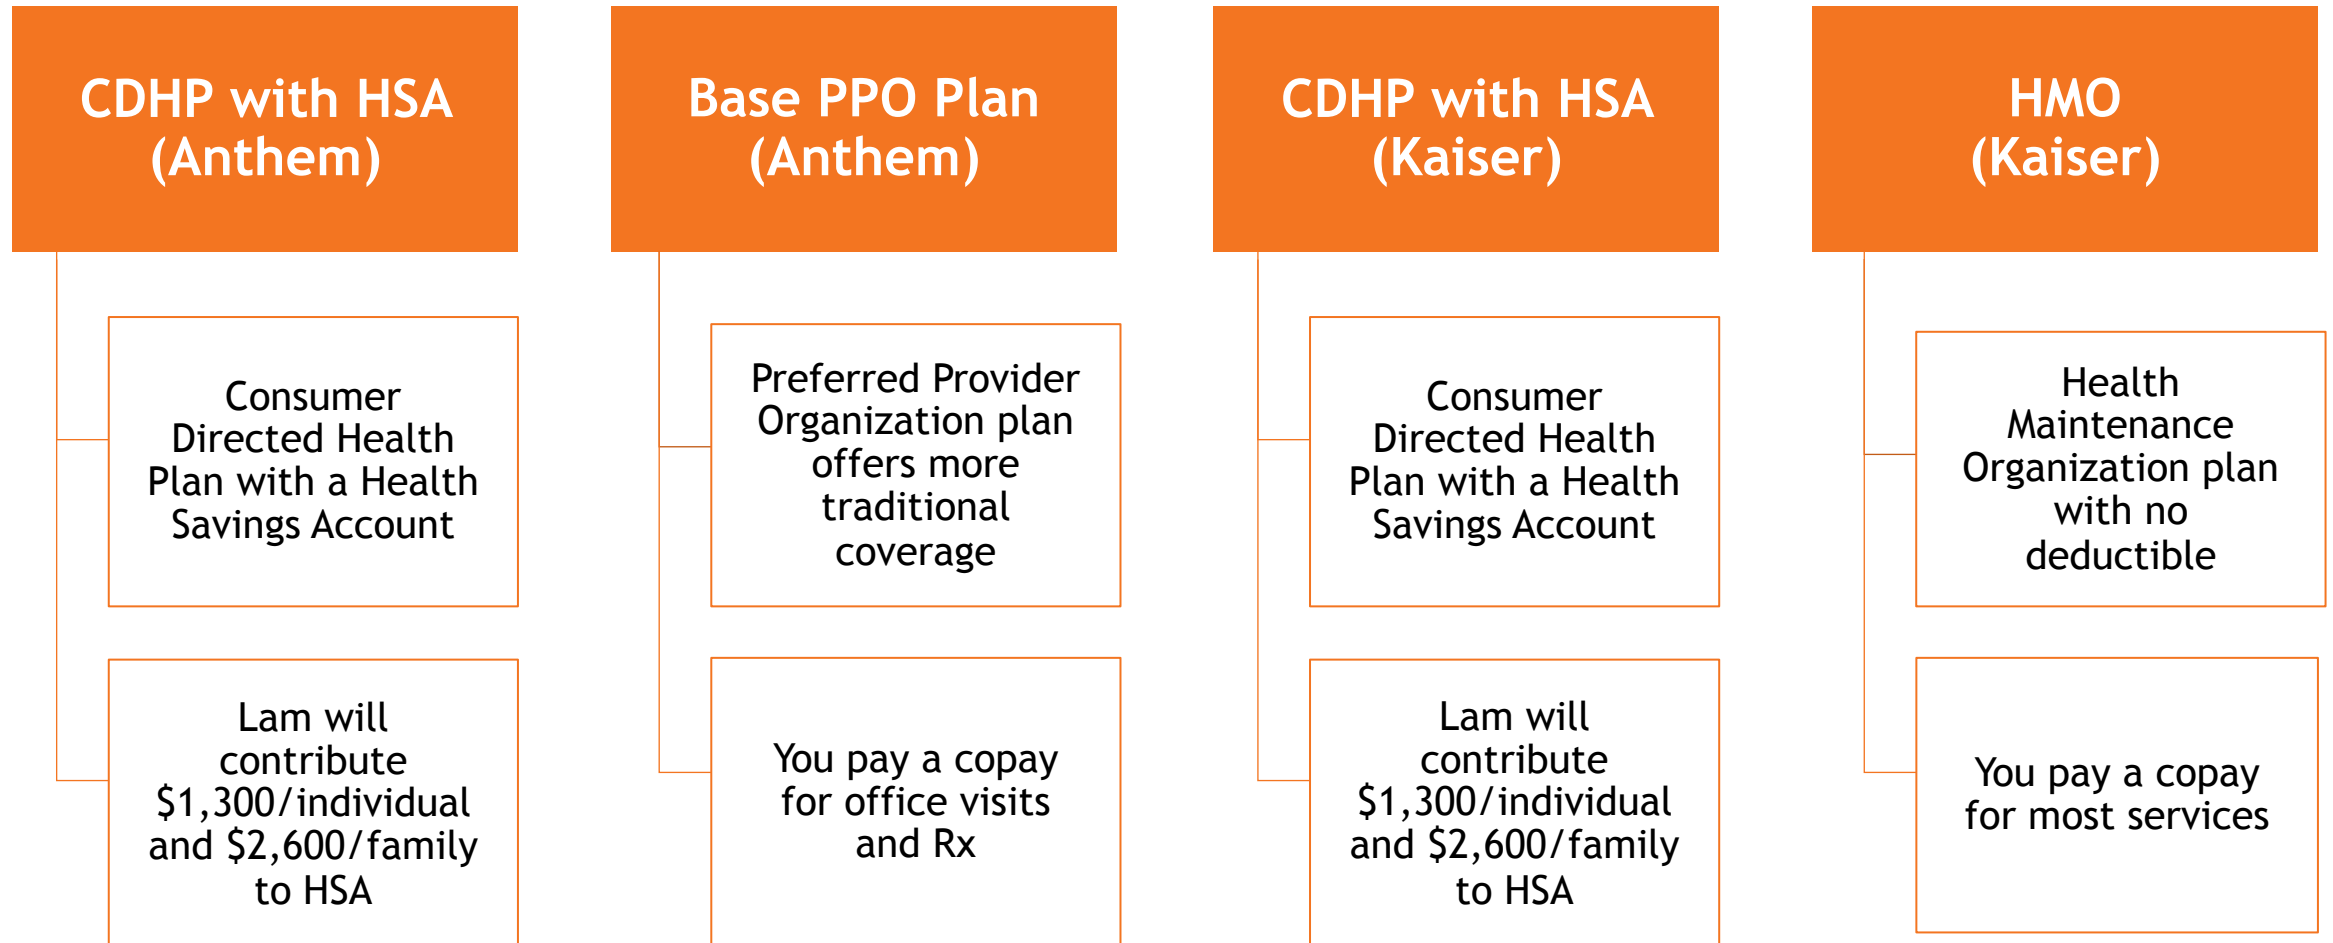 CDHP with HSA
(Anthem)
Consumer
Directed Health
Plan with a Health
Savings Account
Lam will
contribute
$1,300/individual
and $2,600/family
to HSA
Base PPO Plan
(Anthem)
Preferred Provider
Organization plan
offers more
traditional
coverage
You pay a copay
for office visits
and Rx
CDHP with HSA
(Kaiser)
Consumer
Directed Health
Plan with a Health
Savings Account
Lam will
contribute
$1,300/individual
and $2,600/family
to HSA
HMO
(Kaiser)
Health
Maintenance
Organization plan
with no
deductible
You pay a copay
for most services